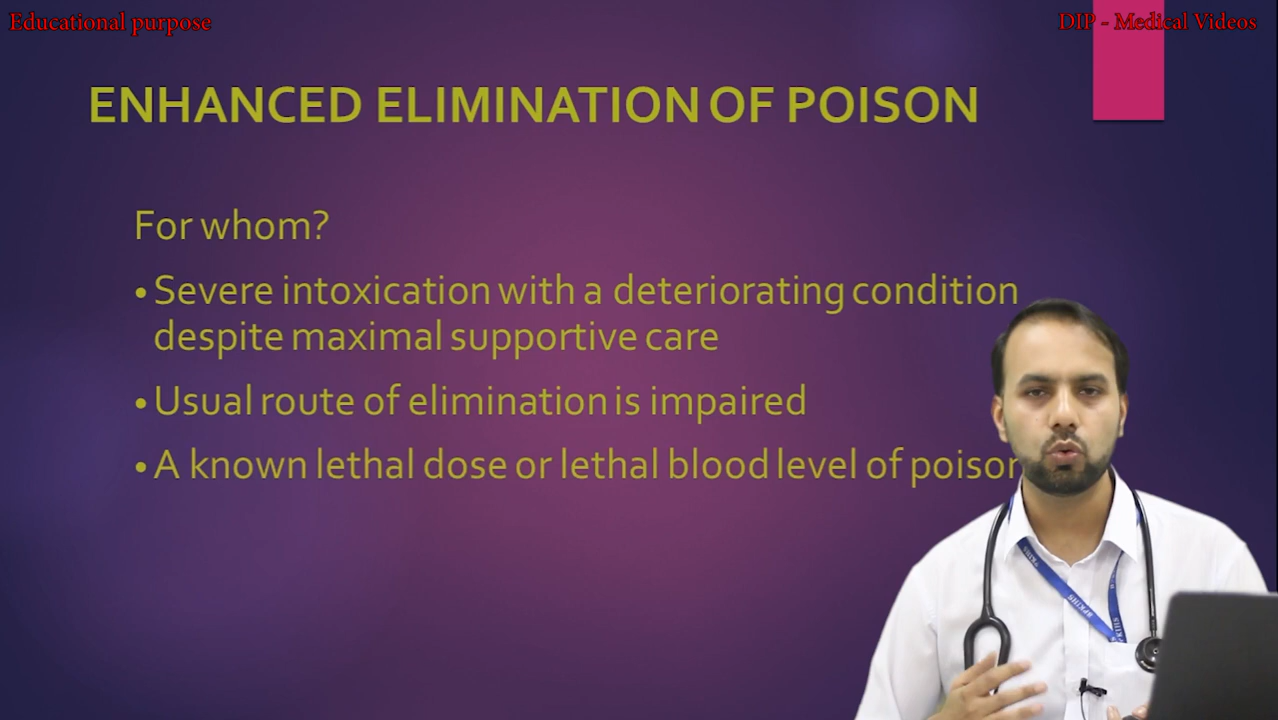 Educational purpose
DIP - Medical Videos
ENHANCED ELIMINATION OF POISON
For whom?
• Severe intoxication with a deteriorating condition
despite maximal supportive care
• Usual route of elimination is impaired
• A known lethal dose or lethal blood level of poison
BPKIHS